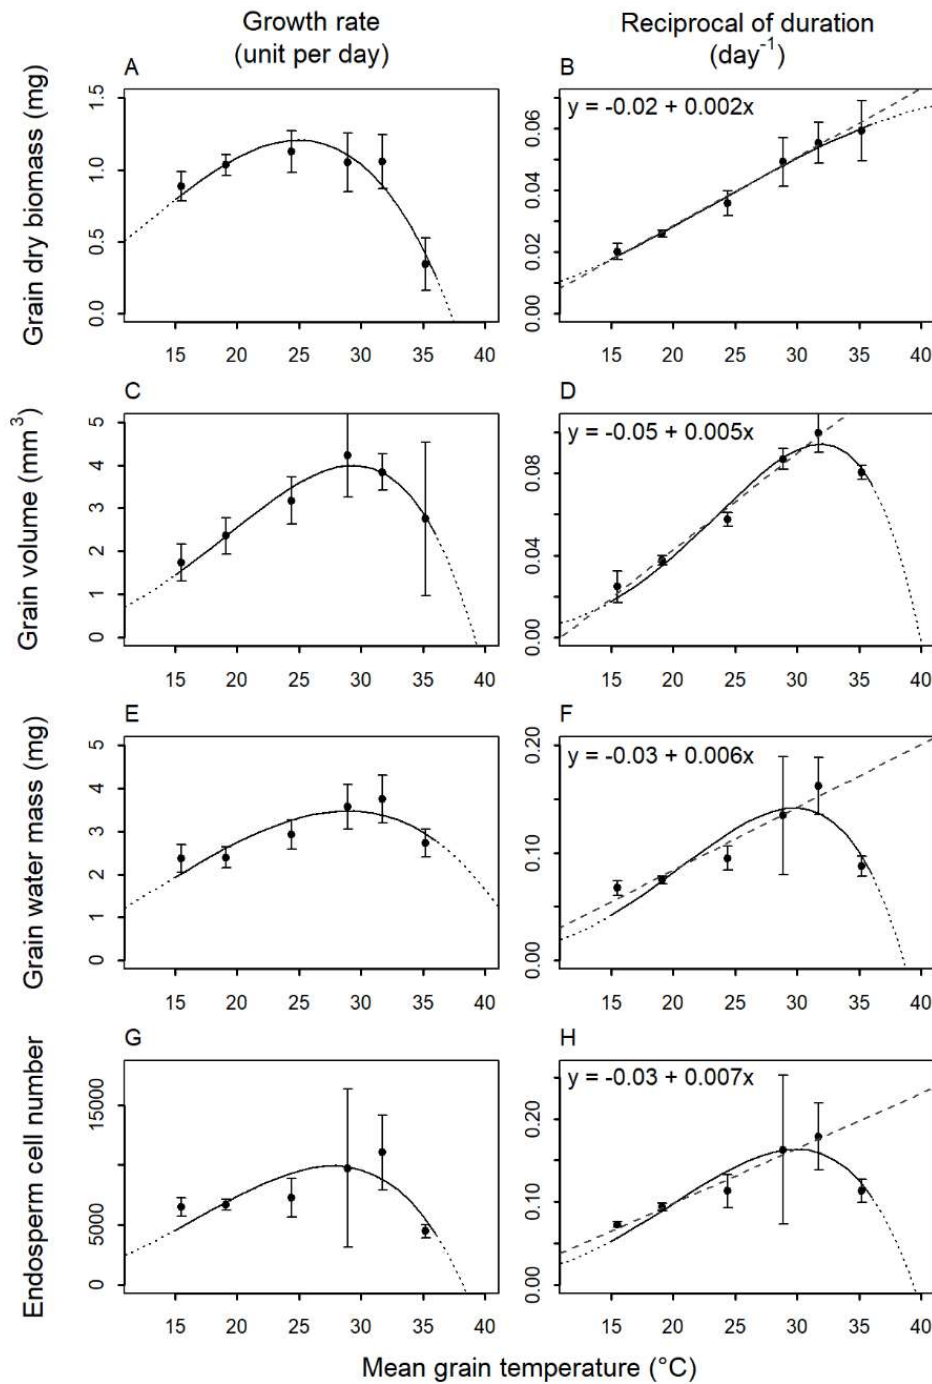 Growth rate
(unit per day)
Reciprocal of duration
(day⁻¹)
A
B
Grain dry biomass (mg)
1.5
1.0
0.5
0.0
y = -0.02 + 0.002x
0.06
0.04
0.02
0.00
15 20 25 30 35 40
15 20 25 30 35 40
C
D
Grain volume (mm³)
5
4
3
2
1
0
y = -0.05 + 0.005x
0.08
0.04
0.00
15 20 25 30 35 40
15 20 25 30 35 40
E
F
Grain water mass (mg)
5
4
3
2
1
0
y = -0.03 + 0.006x
0.20
0.10
0.00
15 20 25 30 35 40
15 20 25 30 35 40
G
H
Endosperm cell number
15000
5000
0
y = -0.03 + 0.007x
0.20
0.10
0.00
15 20 25 30 35 40
15 20 25 30 35 40
Mean grain temperature (°C)